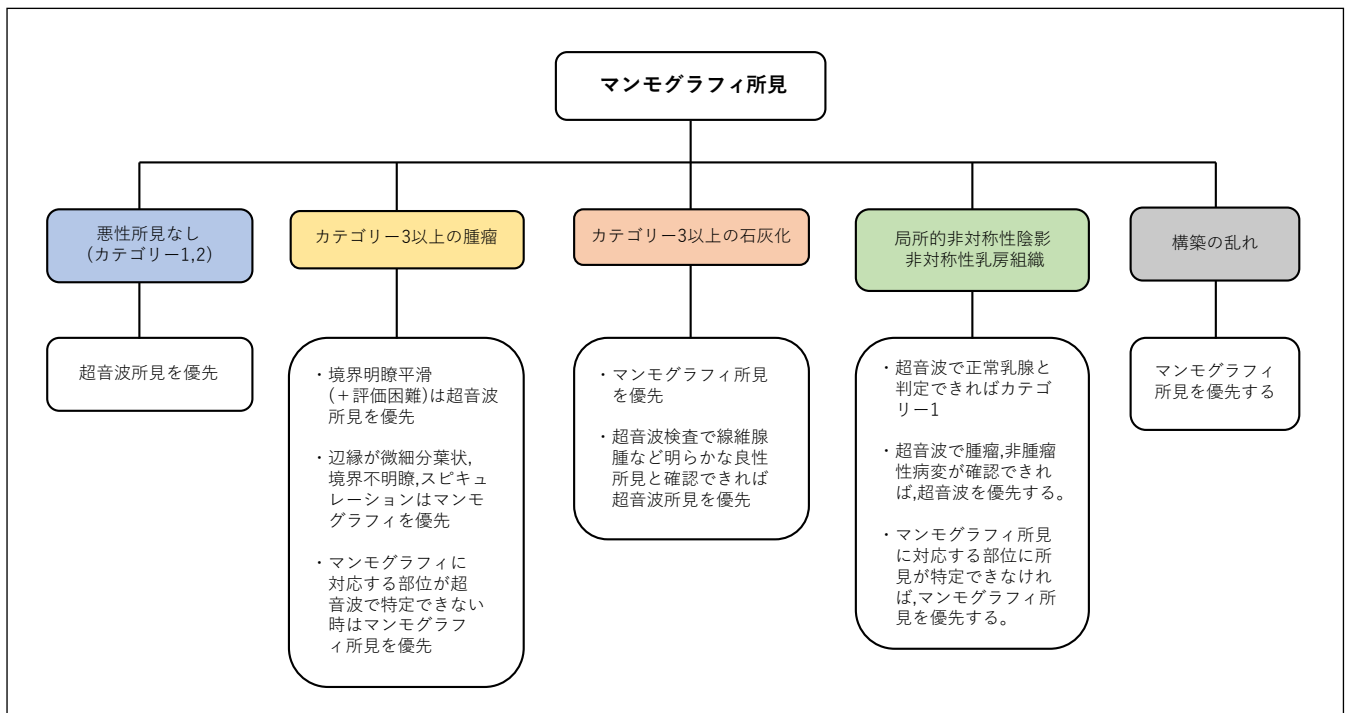 マンモグラフィ所見
悪性所見なし
(カテゴリー1,2)
超音波所見を優先
カテゴリー3以上の腫瘤
・境界明瞭平滑
(＋評価困難)は超音波
所見を優先
・辺縁が微細分葉状,
境界不明瞭,スピキュ
レーションはマンモ
グラフィを優先
・マンモグラフィに
対応する部位が超
音波で特定できない
時はマンモグラフ
ィ所見を優先
カテゴリー3以上の石灰化
・マンモグラフィ所見
を優先
・超音波検査で線維腺
腫など明らかな良性
所見と確認できれば
超音波所見を優先
局所的非対称性陰影
非対称性乳房組織
・超音波で正常乳腺と
判定できればカテゴ
リー1
・超音波で腫瘤,非腫瘤
性病変が確認できれ
ば,超音波を優先する。
・マンモグラフィ所見
に対応する部位に所
見が特定できなけれ
ば,マンモグラフィ所
見を優先する。
構築の乱れ
マンモグラフィ
所見を優先する